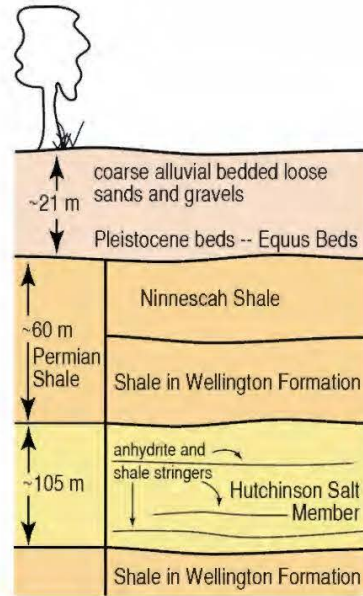 coarse alluvial bedded loose
sands and gravels
~21 m
Pleistocene beds -- Equus Beds
Ninnescah Shale
~60 m
Permian
Shale
Shale in Wellington Formation
anhydrite and
shale stringers
~105 m
Hutchinson Salt
Member
Shale in Wellington Formation